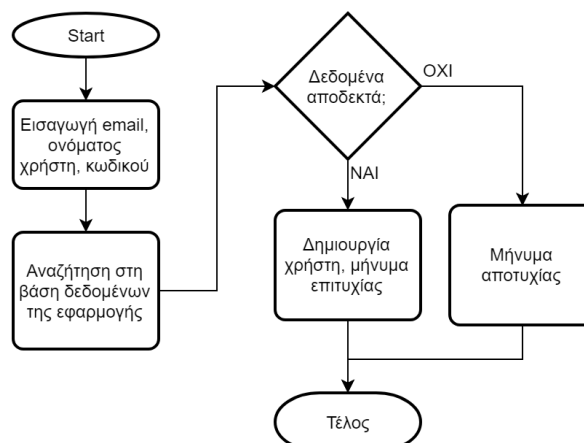 Start
Εισαγωγή email,
ονόματος
χρήστη, κωδικού
Αναζήτηση στη
βάση δεδομένων
της εφαρμογής
Δεδομένα
αποδεκτά;
ΟΧΙ
ΝΑΙ
Δημιουργία
χρήστη, μήνυμα
επιτυχίας
Μήνυμα
αποτυχίας
Τέλος